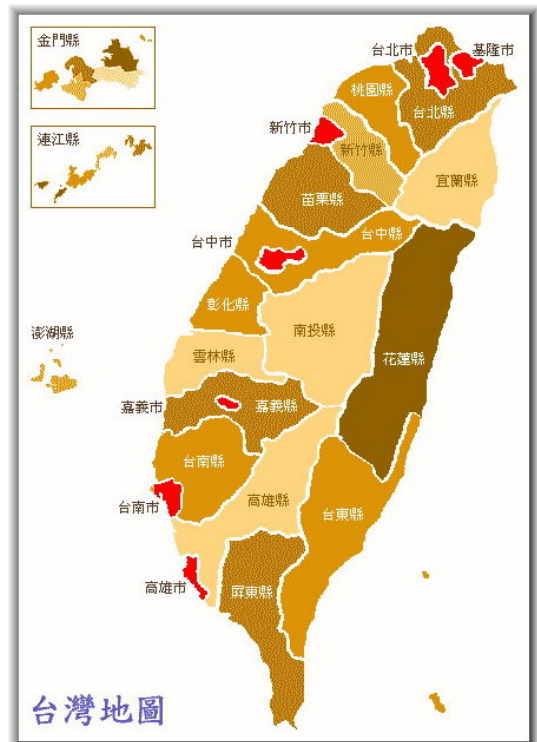 金門縣
連江縣
台北市
基隆市
桃園縣
台北縣
新竹市
新竹縣
宜蘭縣
苗栗縣
台中市
台中縣
彰化縣
南投縣
花蓮縣
澎湖縣
雲林縣
嘉義市
嘉義縣
台南縣
台南市
高雄縣
台東縣
高雄市
屏東縣
台灣地圖